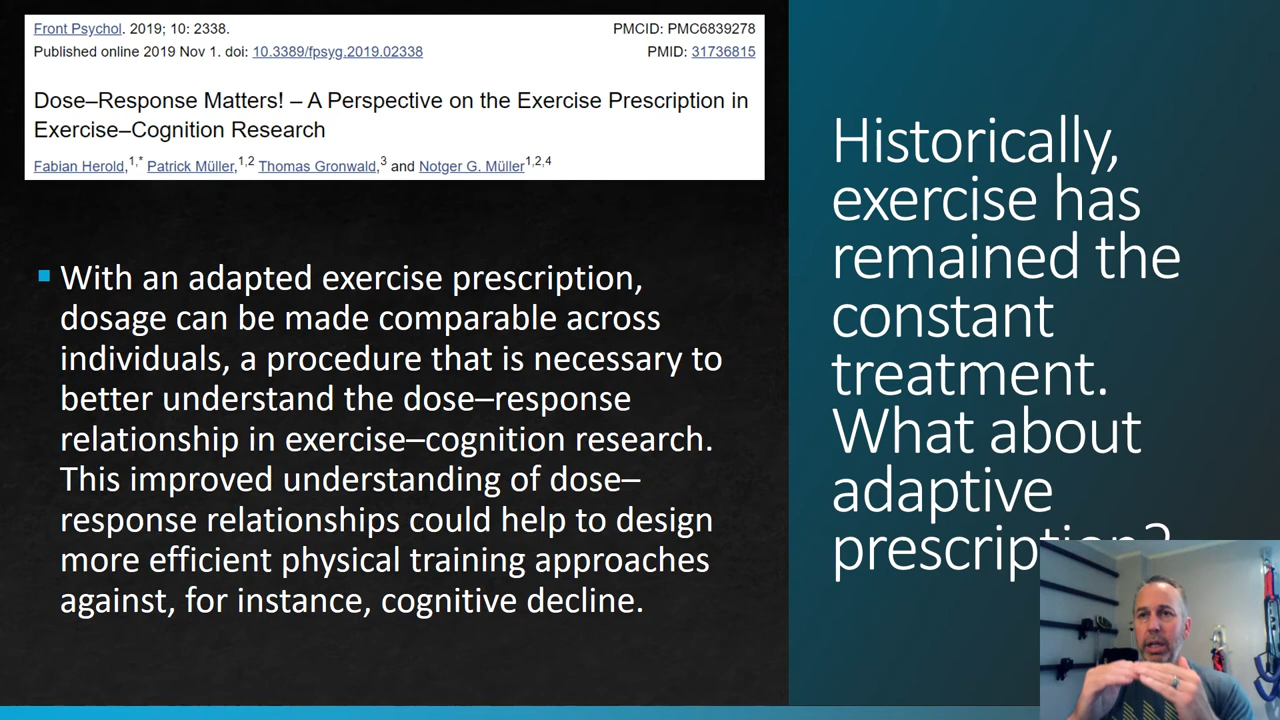 Front Psychol. 2019; 10: 2338.
PMCID: PMC6839278
Published online 2019 Nov 1. doi: 10.3389/fpsyg.2019.02338
PMID: 31736815
Dose–Response Matters! – A Perspective on the Exercise Prescription in
Exercise–Cognition Research
Fabian Herold,1,* Patrick Müller,1,2 Thomas Gronwald,3 and Notger G. Müller1,2,4
With an adapted exercise prescription,
dosage can be made comparable across
individuals, a procedure that is necessary to
better understand the dose–response
relationship in exercise–cognition research.
This improved understanding of dose–
response relationships could help to design
more efficient physical training approaches
against, for instance, cognitive decline.
Historically,
exercise has
remained the
constant
treatment.
What about
adaptive
prescription?